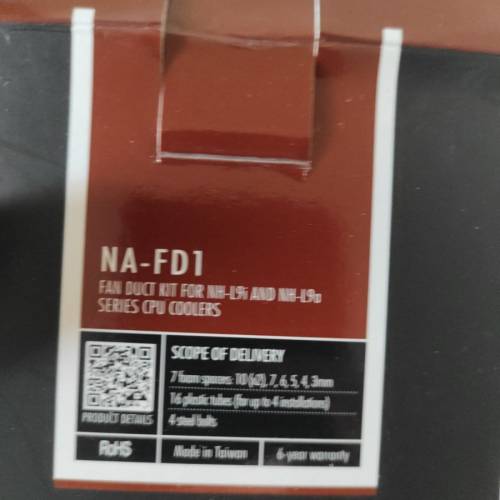 NA-FD1
FAN DUCT KIT FOR NH-L9i AND NH-L9a
SERIES CPU COOLERS
SCOPE OF DELIVERY
7 foam spacers: 10 (x2), 7, 6, 5, 4, 3mm
16 plastic tubes (for up to 4 installations)
4 steel bolts
PRODUCT DETAILS
RoHS
Made in Taiwan
6-year warranty